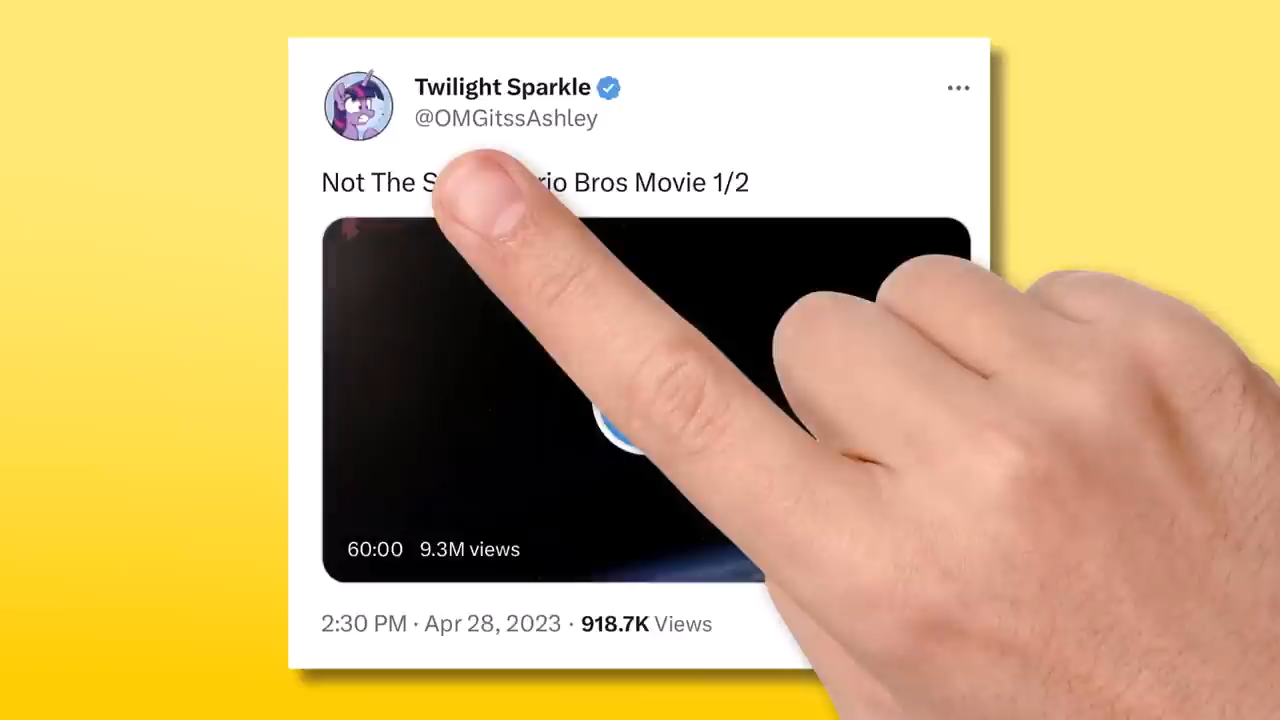 Twilight Sparkle
@OMGitssAshley
Not The Bros Movie 1/2
60:00 9.3M views
2:30 PM · Apr 28, 2023 · 918.7K Views